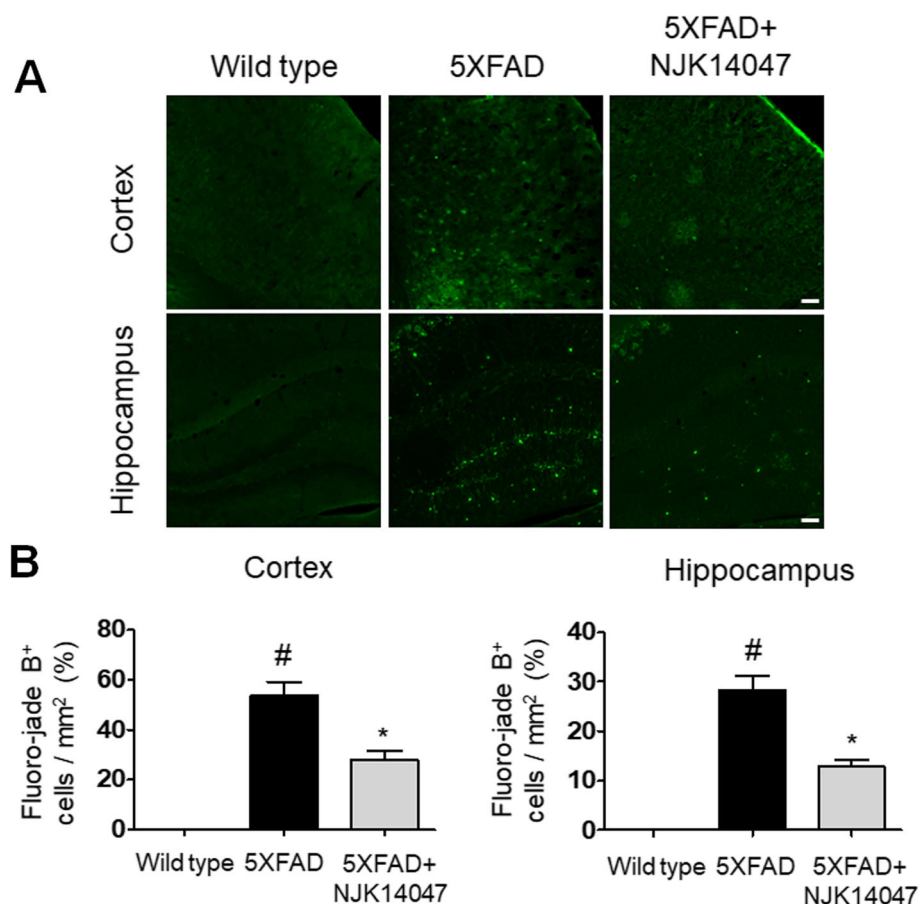 A
Wild type
5XFAD
5XFAD+
NJK14047
Cortex
Hippocampus
B
Cortex
Fluoro-jade B⁺
cells / mm² (%)
80
60
40
20
0
#
*
Wild type
5XFAD
5XFAD+
NJK14047
Hippocampus
Fluoro-jade B⁺
cells / mm² (%)
40
30
20
10
0
#
*
Wild type
5XFAD
5XFAD+
NJK14047